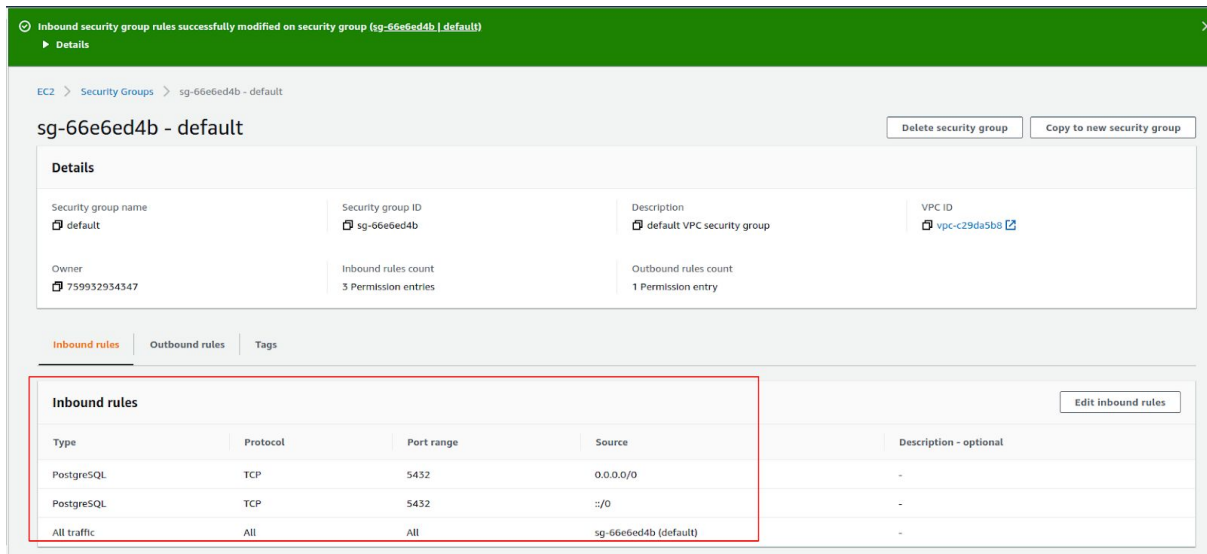 Inbound security group rules successfully modified on security group (sg-66e6ed4b | default)
Details
EC2 > Security Groups > sg-66e6ed4b - default
sg-66e6ed4b - default
Delete security group
Copy to new security group
Details
Security group name
Security group ID
Description
VPC ID
default
sg-66e6ed4b
default VPC security group
vpc-c29da5b8
Owner
Inbound rules count
Outbound rules count
759932934347
3 Permission entries
1 Permission entry
Inbound rules
Outbound rules
Tags
Inbound rules
Edit inbound rules
Type Protocol Port range Source Description - optional
PostgreSQL TCP 5432 0.0.0.0/0 -
PostgreSQL TCP 5432 ::/0 -
All traffic All All sg-66e6ed4b (default) -